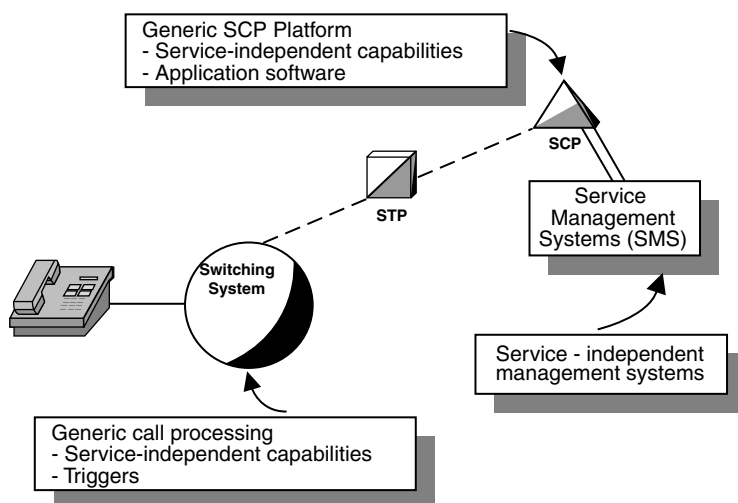 Generic SCP Platform
- Service-independent capabilities
- Application software
SCP
STP
Service
Management
Systems (SMS)
Switching
System
Service - independent
management systems
Generic call processing
- Service-independent capabilities
- Triggers